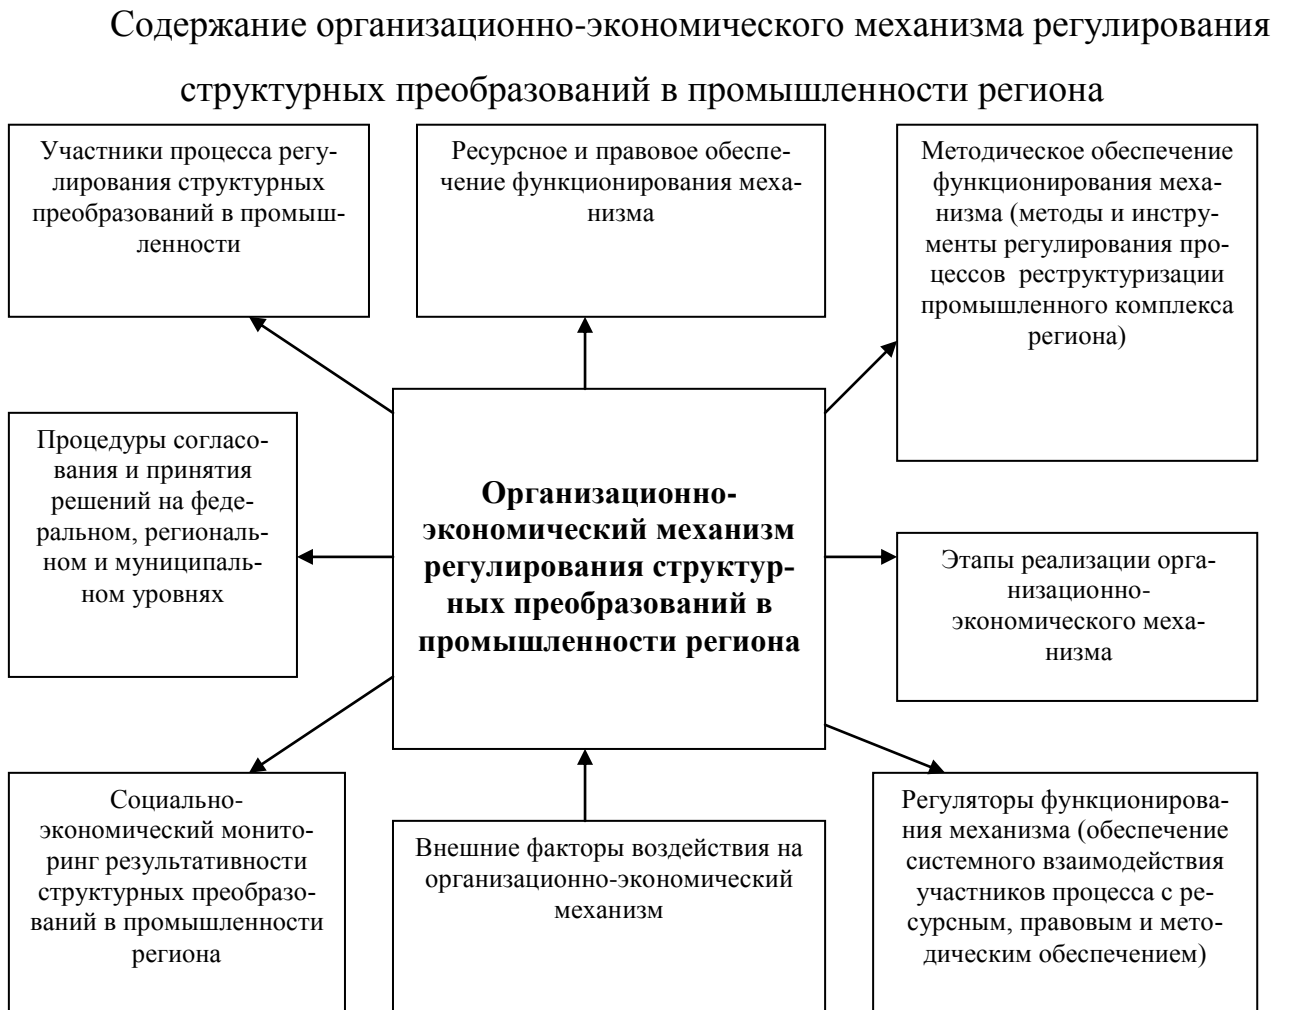 Содержание организационно-экономического механизма регулирования
структурных преобразований в промышленности региона
Участники процесса регу-
лирования структурных
преобразований в промыш-
ленности
Ресурсное и правовое обеспе-
чение функционирования меха-
низма
Методическое обеспечение
функционирования меха-
низма (методы и инстру-
менты регулирования про-
цессов реструктуризации
промышленного комплекса
региона)
Процедуры согласо-
вания и принятия
решений на феде-
ральном, региональ-
ном и муниципаль-
ном уровнях
Организационно-
экономический механизм
регулирования структур-
ных преобразований в
промышленности региона
Этапы реализации орга-
низационно-
экономического меха-
низма
Социально-
экономический монито-
ринг результативности
структурных преобразо-
ваний в промышленности
региона
Внешние факторы воздействия на
организационно-экономический
механизм
Регуляторы функционирова-
ния механизма (обеспечение
системного взаимодействия
участников процесса с ре-
сурсным, правовым и мето-
дическим обеспечением)